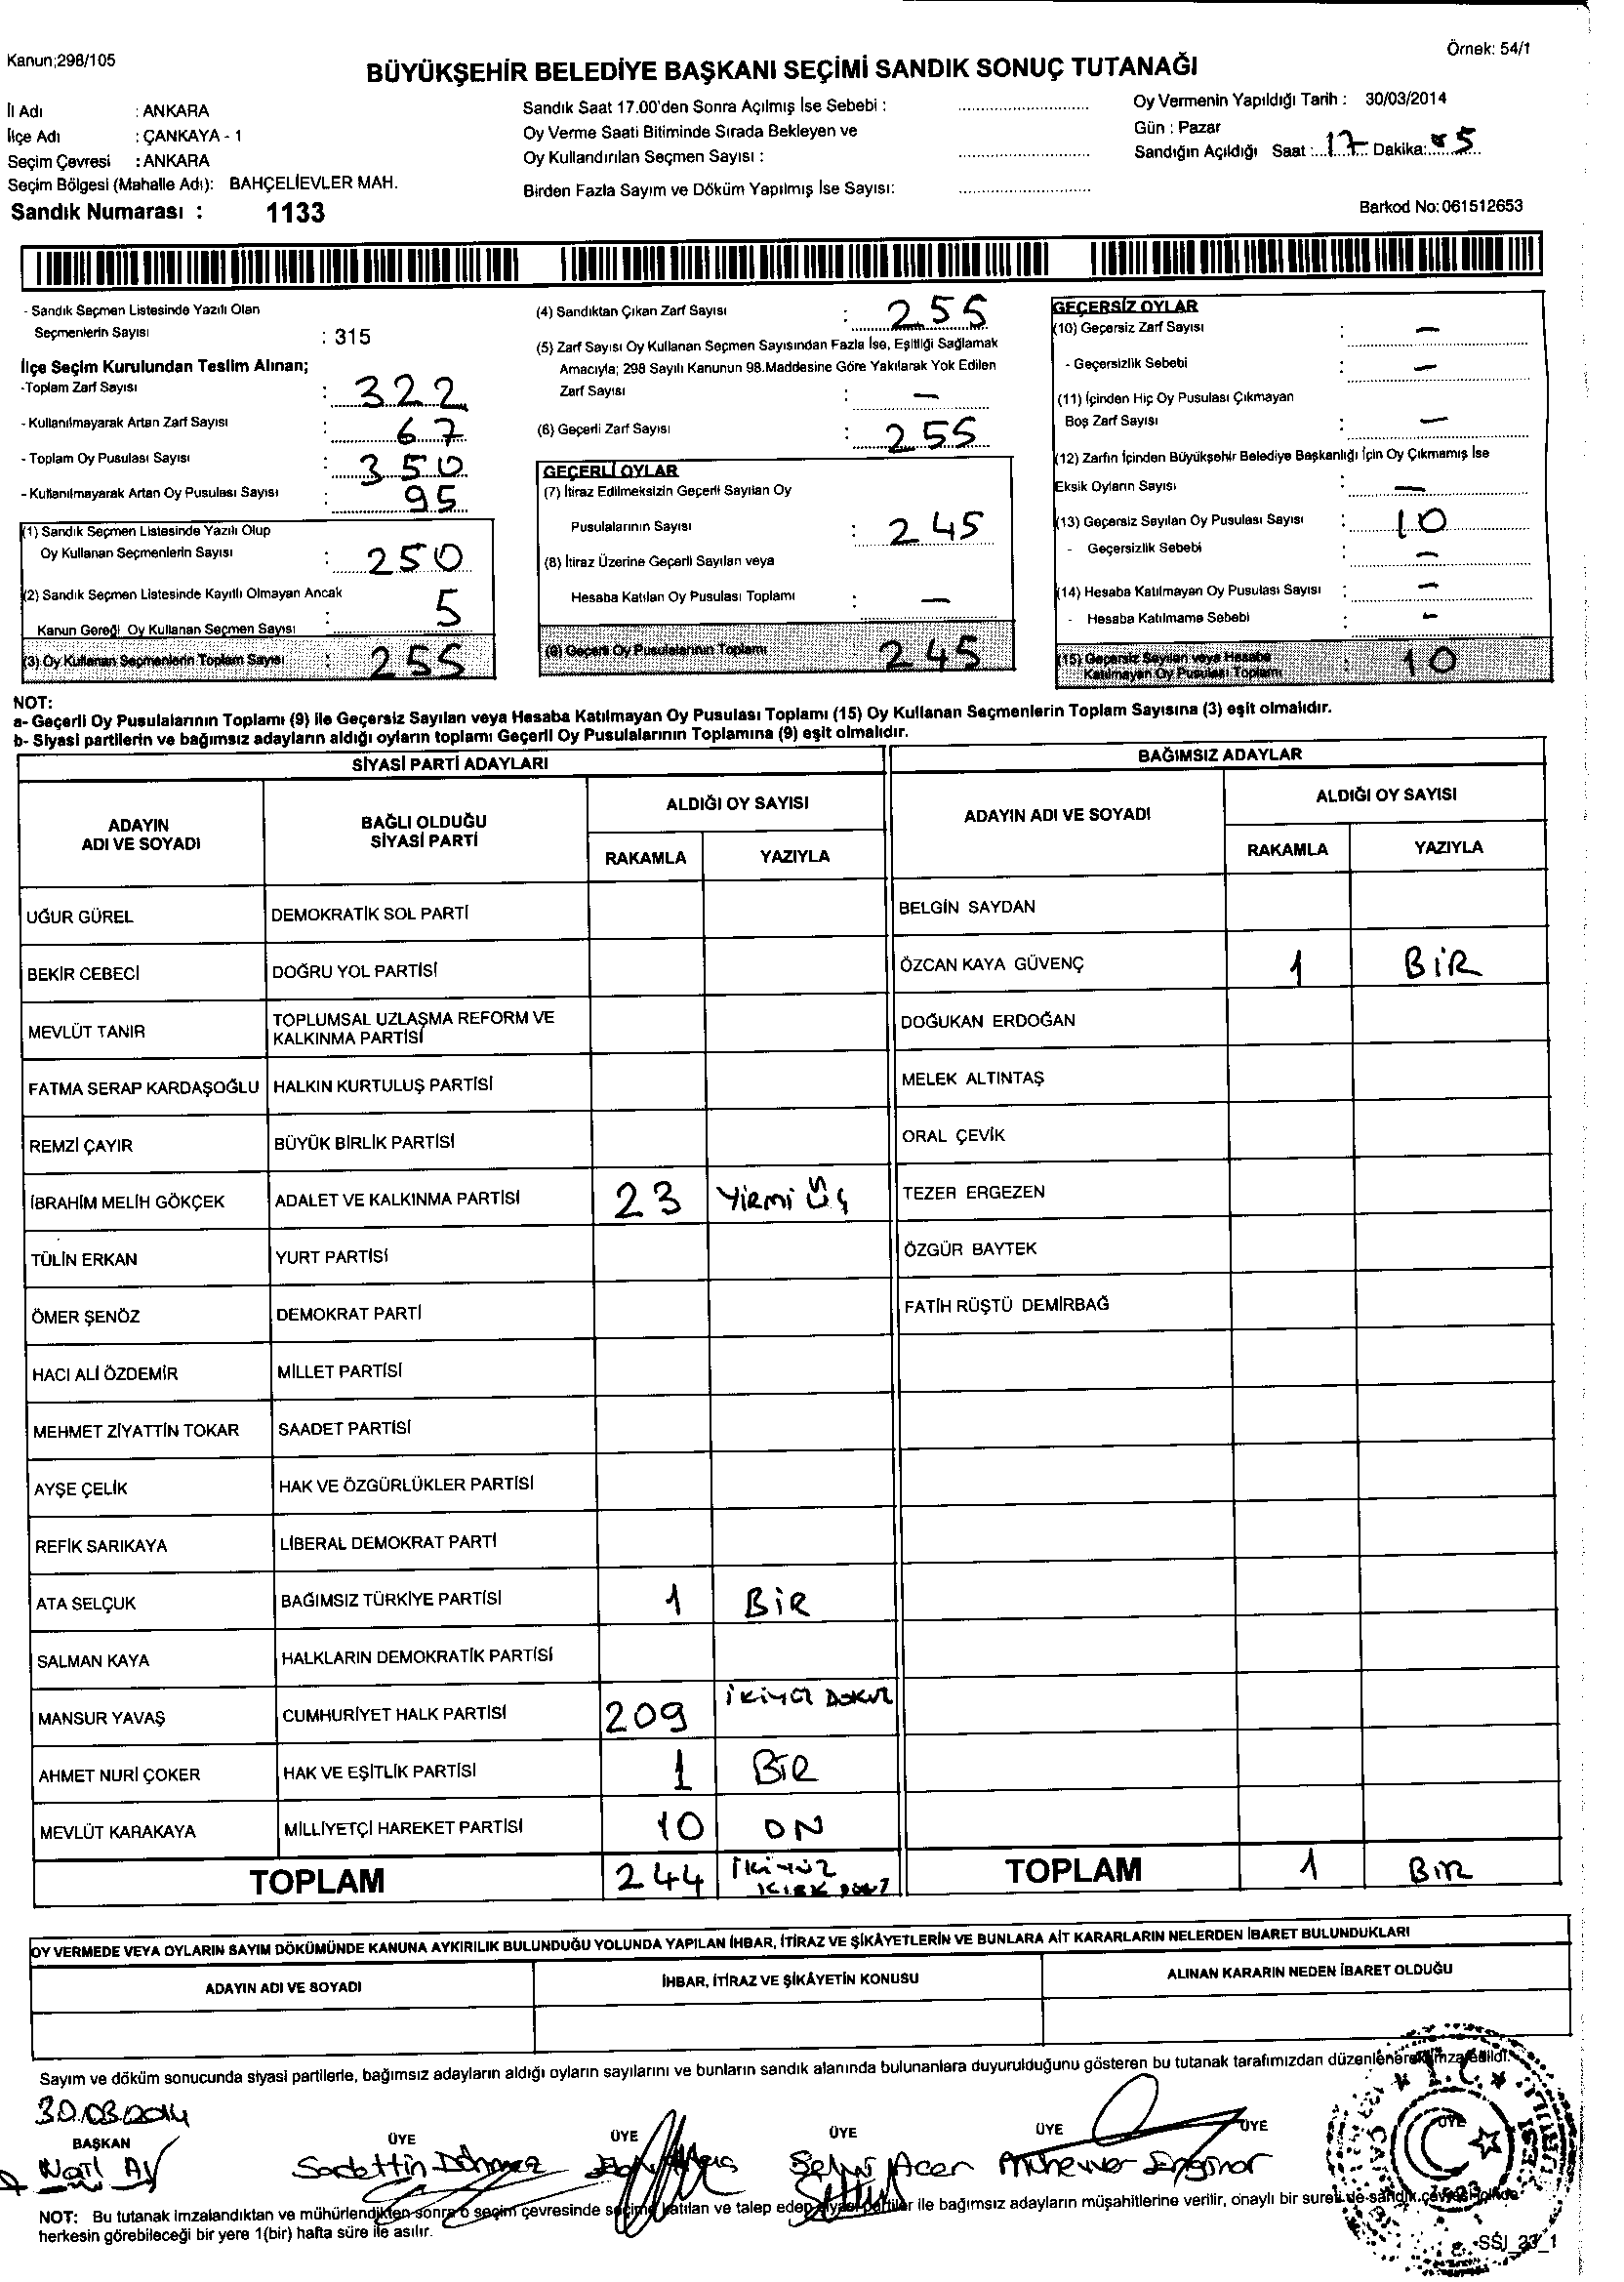 Kanun;298/105
Örnek: 54/1
BÜYÜKŞEHİR BELEDİYE BAŞKANI SEÇİMİ SANDIK SONUÇ TUTANAĞI
İl Adı : ANKARA
İlçe Adı : ÇANKAYA - 1
Seçim Çevresi : ANKARA
Seçim Bölgesi (Mahalle Adı): BAHÇELİEVLER MAH.
Sandık Numarası : 1133
Sandık Saat 17.00'den Sonra Açılmış İse Sebebi :
Oy Verme Saati Bitiminde Sırada Bekleyen ve
Oy Kullandırılan Seçmen Sayısı :
Birden Fazla Sayım ve Döküm Yapılmış İse Sayısı:
Oy Vermenin Yapıldığı Tarih : 30/03/2014
Gün : Pazar
Sandığın Açıldığı Saat : 17 Dakika: 5
Barkod No: 061512653
- Sandık Seçmen Listesinde Yazılı Olan
Seçmenlerin Sayısı : 315
İlçe Seçim Kurulundan Teslim Alınan;
-Toplam Zarf Sayısı : 322
- Kullanılmayarak Artan Zarf Sayısı : 67
- Toplam Oy Pusulası Sayısı : 350
- Kullanılmayarak Artan Oy Pusulası Sayısı : 95
(1) Sandık Seçmen Listesinde Yazılı Olup
Oy Kullanan Seçmenlerin Sayısı : 250
(2) Sandık Seçmen Listesinde Kayıtlı Olmayan Ancak
Kanun Gereği Oy Kullanan Seçmen Sayısı : 5
(3) Oy Kullanan Seçmenlerin Toplam Sayısı : 255
(4) Sandıktan Çıkan Zarf Sayısı : 255
(5) Zarf Sayısı Oy Kullanan Seçmen Sayısından Fazla İse, Eşitliği Sağlamak
Amacıyla; 298 Sayılı Kanunun 98.Maddesine Göre Yakılarak Yok Edilen
Zarf Sayısı : —
(6) Geçerli Zarf Sayısı : 255
GEÇERLİ OYLAR
(7) İtiraz Edilmeksizin Geçerli Sayılan Oy
Pusulalarının Sayısı : 245
(8) İtiraz Üzerine Geçerli Sayılan veya
Hesaba Katılan Oy Pusulası Toplamı : —
(9) Geçerli Oy Pusulalarının Toplamı 245
GEÇERSİZ OYLAR
(10) Geçersiz Zarf Sayısı : —
- Geçersizlik Sebebi : —
(11) İçinden Hiç Oy Pusulası Çıkmayan
Boş Zarf Sayısı : —
(12) Zarfın İçinden Büyükşehir Belediye Başkanlığı İçin Oy Çıkmamış İse
Eksik Oyların Sayısı : —
(13) Geçersiz Sayılan Oy Pusulası Sayısı : 10
- Geçersizlik Sebebi : —
(14) Hesaba Katılmayan Oy Pusulası Sayısı : —
- Hesaba Katılmama Sebebi : —
(15) Geçersiz Sayılan veya Hesaba
Katılmayan Oy Pusulası Toplamı : 10
NOT:
a- Geçerli Oy Pusulalarının Toplamı (9) ile Geçersiz Sayılan veya Hesaba Katılmayan Oy Pusulası Toplamı (15) Oy Kullanan Seçmenlerin Toplam Sayısına (3) eşit olmalıdır.
b- Siyasi partilerin ve bağımsız adayların aldığı oyların toplamı Geçerli Oy Pusulalarının Toplamına (9) eşit olmalıdır.
SİYASİ PARTİ ADAYLARI
ADAYIN
ADI VE SOYADI
BAĞLI OLDUĞU
SİYASİ PARTİ
ALDIĞI OY SAYISI
RAKAMLA YAZIYLA
UĞUR GÜREL DEMOKRATİK SOL PARTİ
BEKİR CEBECİ DOĞRU YOL PARTİSİ
MEVLÜT TANIR TOPLUMSAL UZLAŞMA REFORM VE
KALKINMA PARTİSİ
FATMA SERAP KARDAŞOĞLU HALKIN KURTULUŞ PARTİSİ
REMZİ ÇAYIR BÜYÜK BİRLİK PARTİSİ
İBRAHİM MELİH GÖKÇEK ADALET VE KALKINMA PARTİSİ 23 Yirmi Üç
TÜLİN ERKAN YURT PARTİSİ
ÖMER ŞENÖZ DEMOKRAT PARTİ
HACI ALİ ÖZDEMİR MİLLET PARTİSİ
MEHMET ZİYATTİN TOKAR SAADET PARTİSİ
AYŞE ÇELİK HAK VE ÖZGÜRLÜKLER PARTİSİ
REFİK SARIKAYA LİBERAL DEMOKRAT PARTİ
ATA SELÇUK BAĞIMSIZ TÜRKİYE PARTİSİ 1 BİR
SALMAN KAYA HALKLARIN DEMOKRATİK PARTİSİ
MANSUR YAVAŞ CUMHURİYET HALK PARTİSİ 209 İKİYÜZ DOKUZ
AHMET NURİ ÇOKER HAK VE EŞİTLİK PARTİSİ 1 BİR
MEVLÜT KARAKAYA MİLLİYETÇİ HAREKET PARTİSİ 10 ON
TOPLAM 244 İKİYÜZ
KIRK DÖRT
BAĞIMSIZ ADAYLAR
ADAYIN ADI VE SOYADI
ALDIĞI OY SAYISI
RAKAMLA YAZIYLA
BELGİN SAYDAN
ÖZCAN KAYA GÜVENÇ 1 BİR
DOĞUKAN ERDOĞAN
MELEK ALTINTAŞ
ORAL ÇEVİK
TEZER ERGEZEN
ÖZGÜR BAYTEK
FATİH RÜŞTÜ DEMİRBAĞ
TOPLAM 1 BİR
OY VERMEDE VEYA OYLARIN SAYIM DÖKÜMÜNDE KANUNA AYKIRILIK BULUNDUĞU YOLUNDA YAPILAN İHBAR, İTİRAZ VE ŞİKÂYETLERİN VE BUNLARA AİT KARARLARIN NELERDEN İBARET BULUNDUKLARI
ADAYIN ADI VE SOYADI İHBAR, İTİRAZ VE ŞİKÂYETİN KONUSU ALINAN KARARIN NEDEN İBARET OLDUĞU
Sayım ve döküm sonucunda siyasi partilerle, bağımsız adayların aldığı oyların sayılarını ve bunların sandık alanında bulunanlara duyurulduğunu gösteren bu tutanak tarafımızdan düzenlenerek imza edildi.
30.03.2014
BAŞKAN ÜYE ÜYE ÜYE ÜYE ÜYE ÜYE
Nail Ay Sadettin Dönmez Acar
T.C.
NOT: Bu tutanak imzalandıktan ve mühürlendikten sonra o seçim çevresinde seçime katılan ve talep eden siyasi partiler ile bağımsız adayların müşahitlerine verilir, onaylı bir sureti de sandık çevresi içinde
herkesin görebileceği bir yere 1(bir) hafta süre ile asılır.